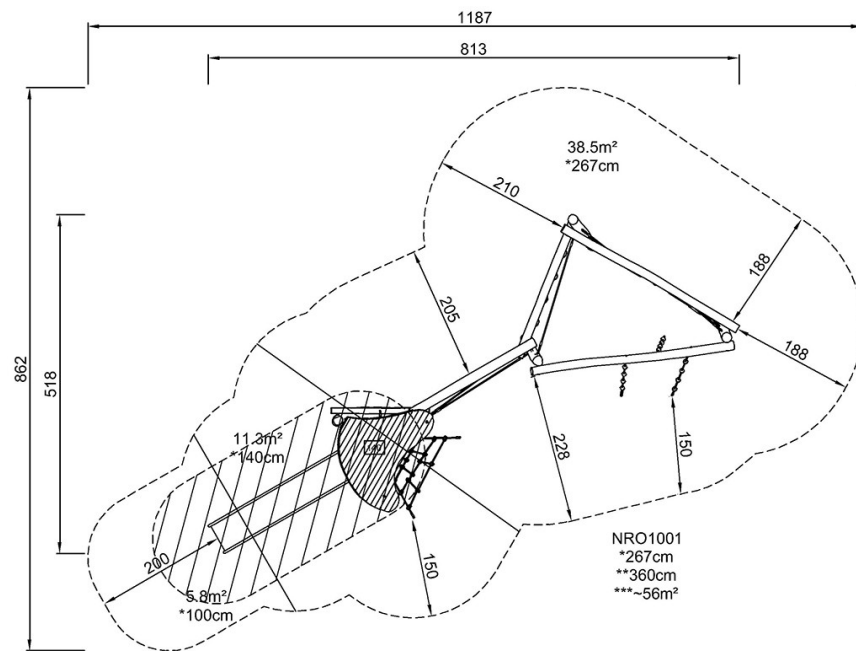 1187
813
38.5m²
*267cm
210
188
205
862
518
188
11.3m²
*140cm
140
228
150
NRO1001
*267cm
**360cm
***~56m²
200
150
5.8m²
*100cm